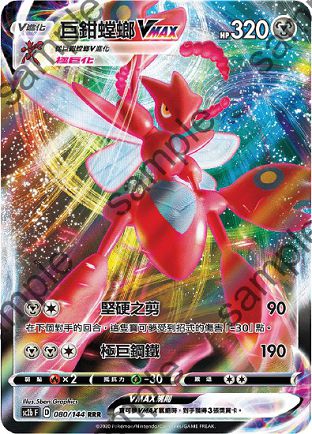 V進化
巨鉗螳螂VMAX
HP 320
從巨鉗螳螂V進化
極巨化
sample
堅硬之剪 90
在下個對手的回合，這隻寶可夢受到招式的傷害「-30」點。
極巨鋼鐵 190
弱點 ×2 抵抗力 -30 撤退
Illus. 5ban Graphics
VMAX規則
sc2b F D 080/144 RRR
寶可夢VMAX昏厥時，對手獲得3張獎賞卡。
©2020 Pokémon/Nintendo/Creatures/GAME FREAK.